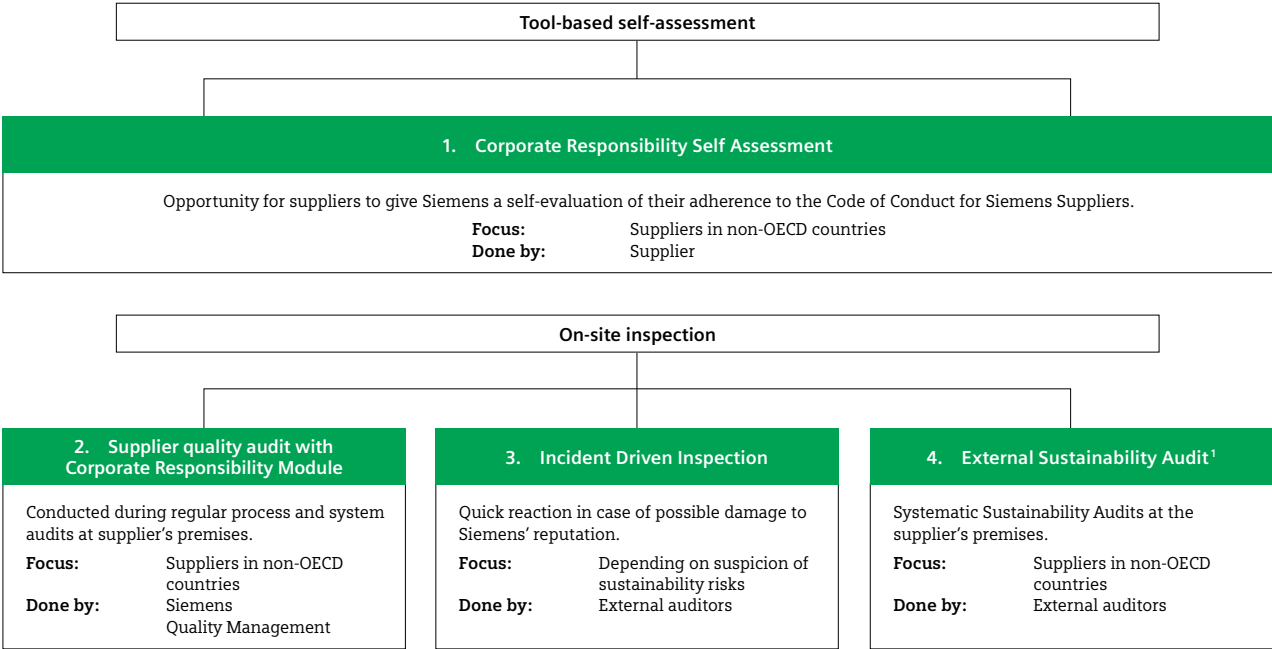 Tool-based self-assessment
1. Corporate Responsibility Self Assessment
Opportunity for suppliers to give Siemens a self-evaluation of their adherence to the Code of Conduct for Siemens Suppliers.
Focus: Suppliers in non-OECD countries
Done by: Supplier
On-site inspection
2. Supplier quality audit with
Corporate Responsibility Module
Conducted during regular process and system
audits at supplier's premises.
Focus: Suppliers in non-OECD
countries
Done by: Siemens
Quality Management
3. Incident Driven Inspection
Quick reaction in case of possible damage to
Siemens' reputation.
Focus: Depending on suspicion of
sustainability risks
Done by: External auditors
4. External Sustainability Audit¹
Systematic Sustainability Audits at the
supplier's premises.
Focus: Suppliers in non-OECD
countries
Done by: External auditors